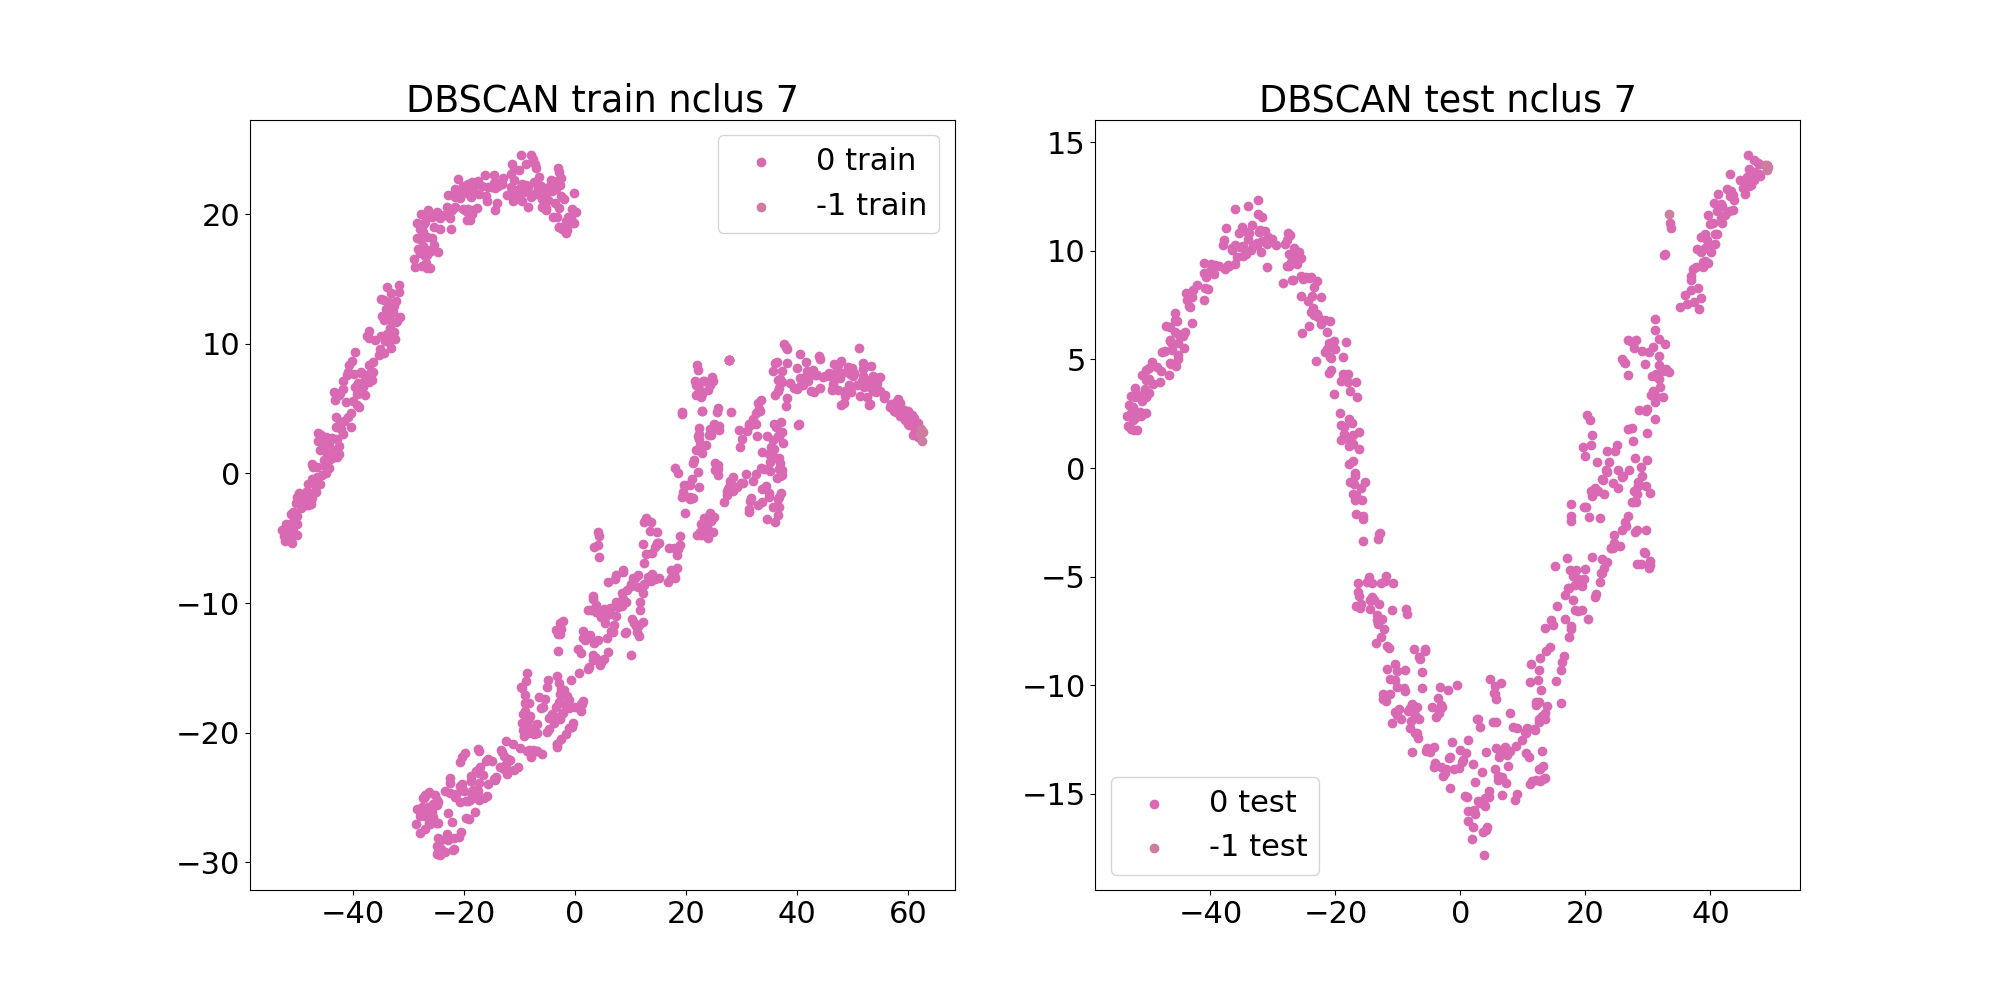 DBSCAN train nclus 7
0 train
-1 train
20
10
0
−10
−20
−30
−40 −20 0 20 40 60
DBSCAN test nclus 7
15
10
5
0
−5
−10
−15
0 test
-1 test
−40 −20 0 20 40